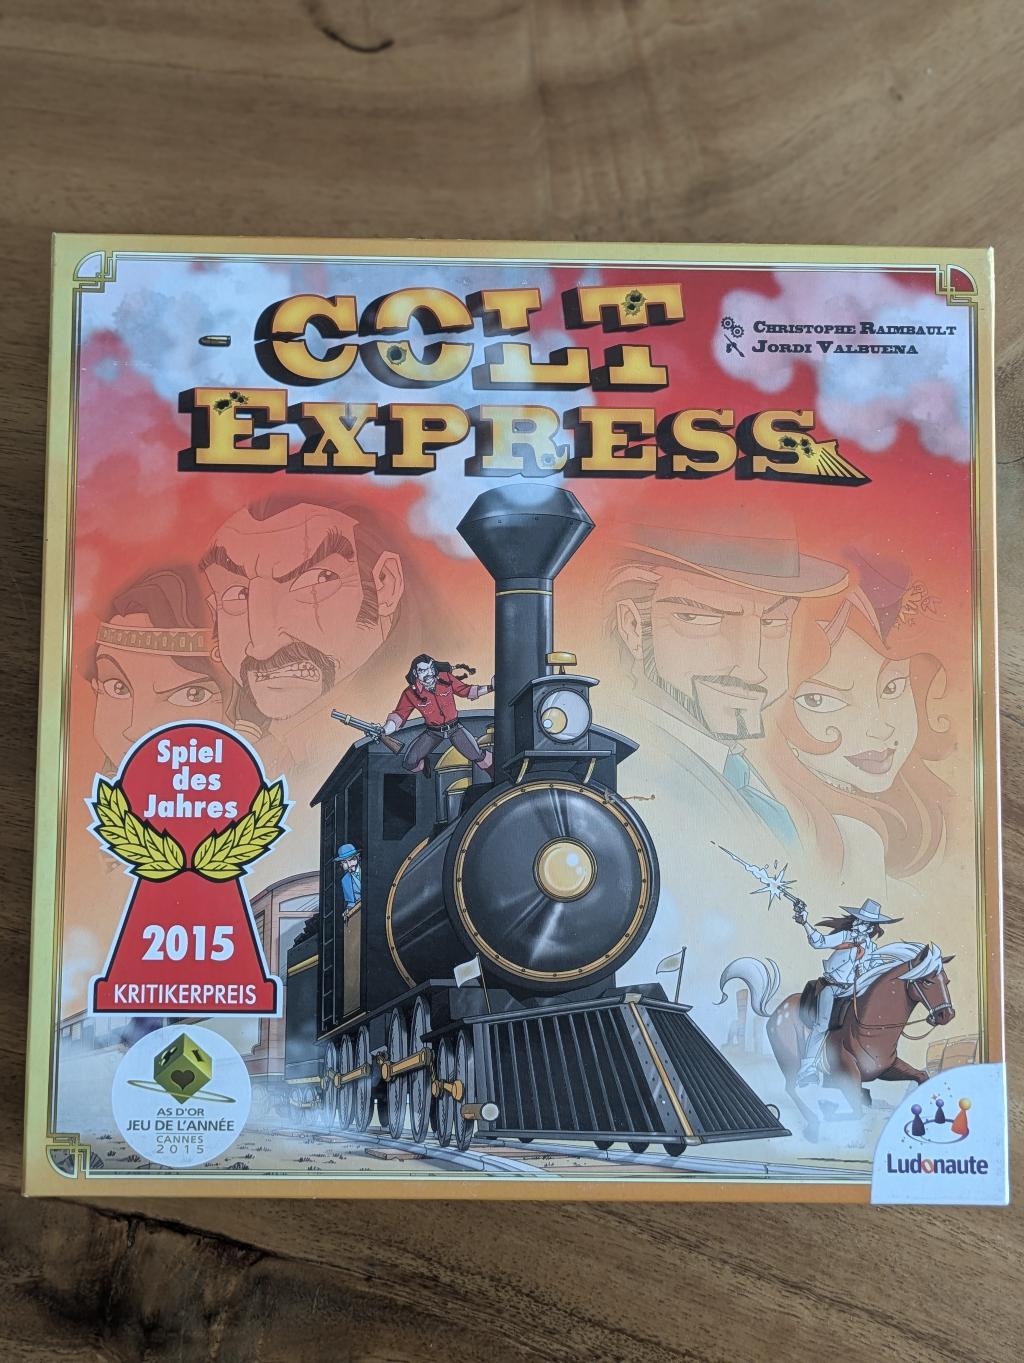 COLT
EXPRESS
CHRISTOPHE RAIMBAULT
JORDI VALBUENA
Spiel
des
Jahres
2015
KRITIKERPREIS
AS D'OR
JEU DE L'ANNÉE
CANNES
2015
Ludonaute